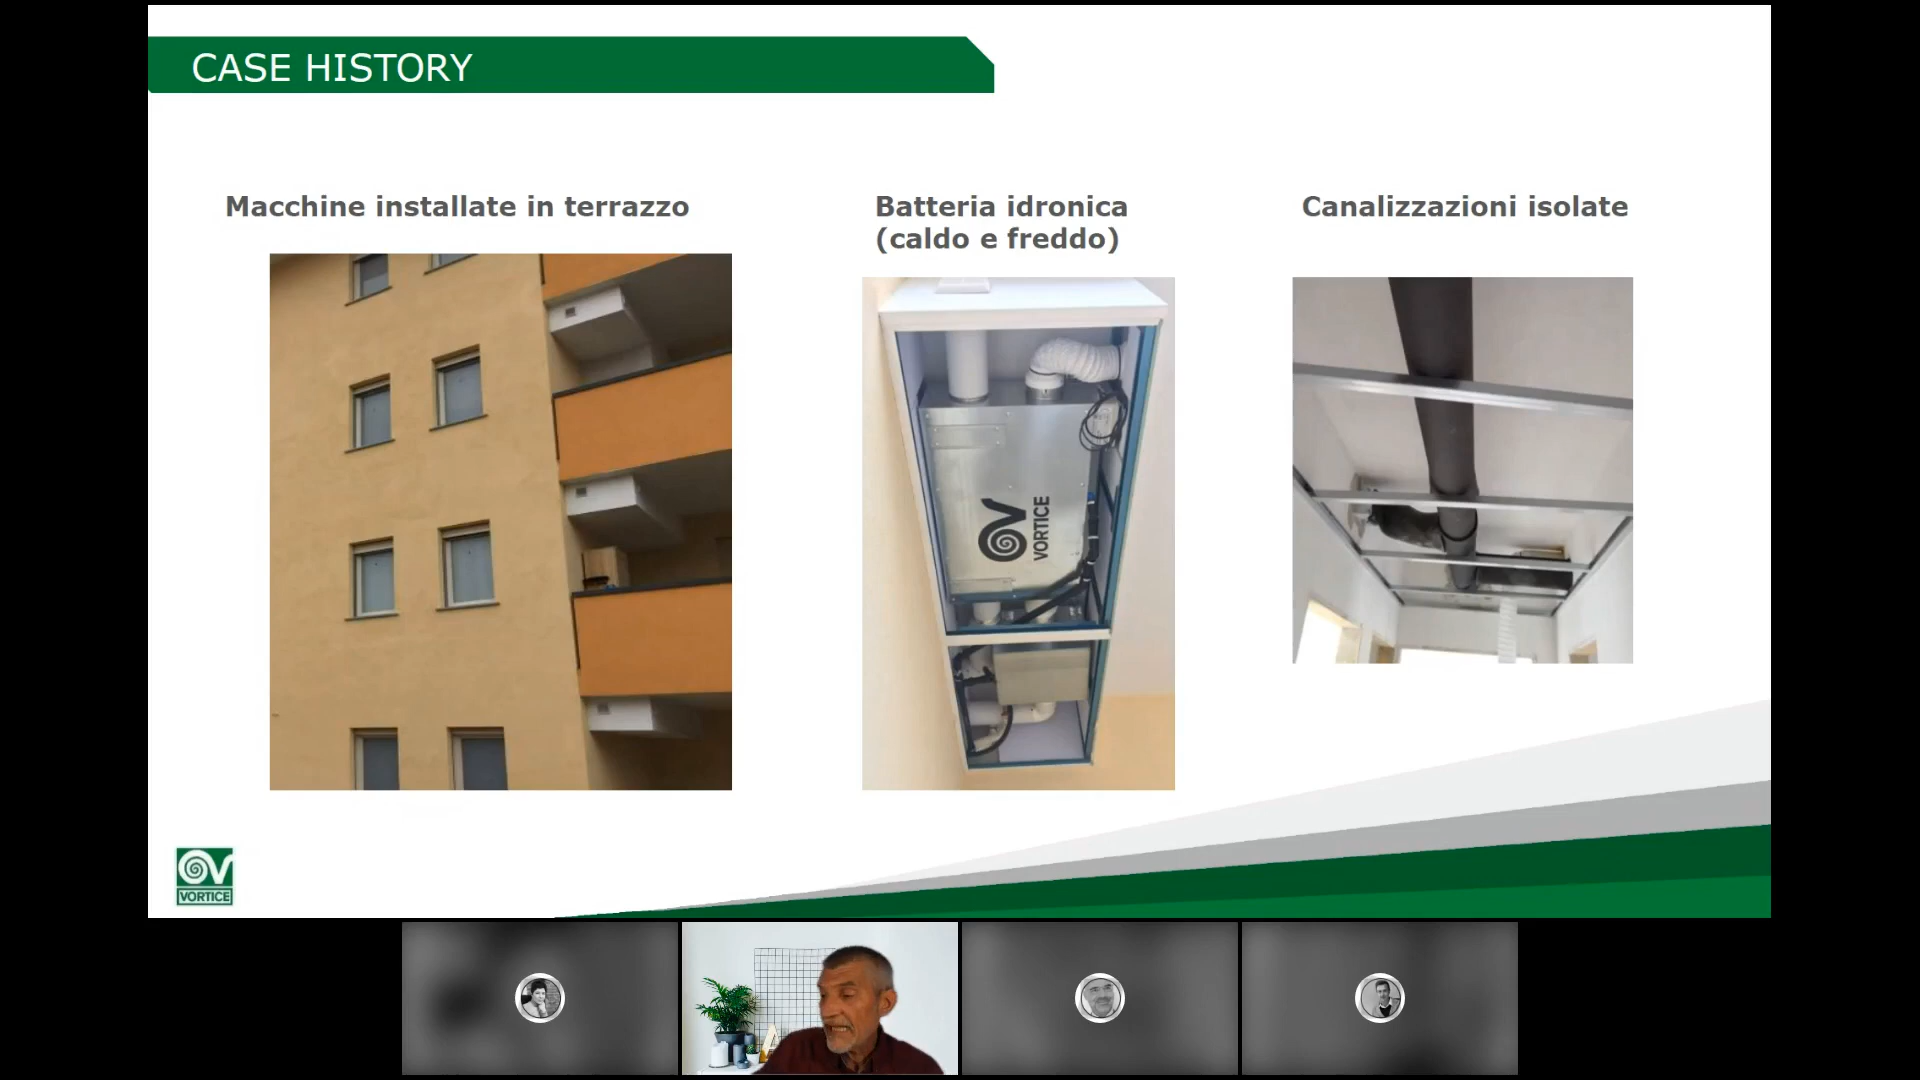 CASE HISTORY
Macchine installate in terrazzo
Batteria idronica
(caldo e freddo)
Canalizzazioni isolate
VORTICE
VORTICE